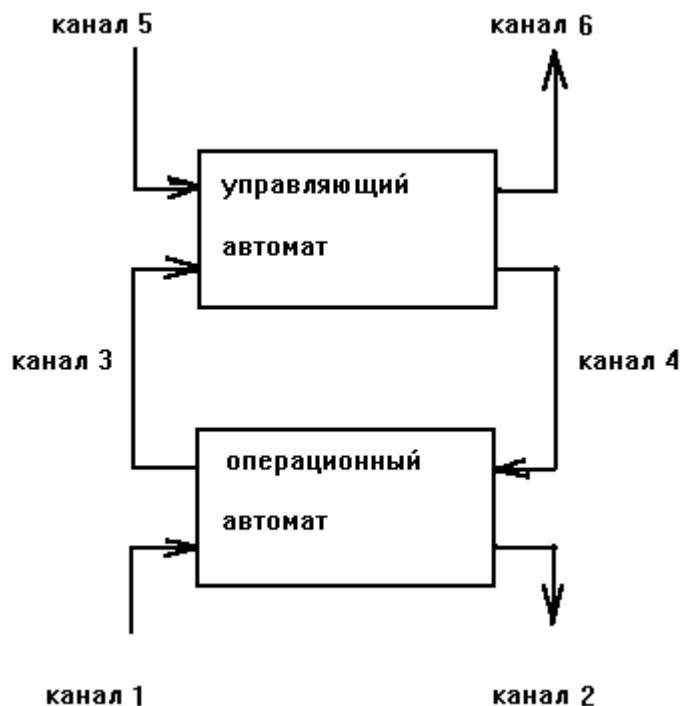 канал 5
канал 6
управляющий
автомат
канал 3
канал 4
операционный
автомат
канал 1
канал 2